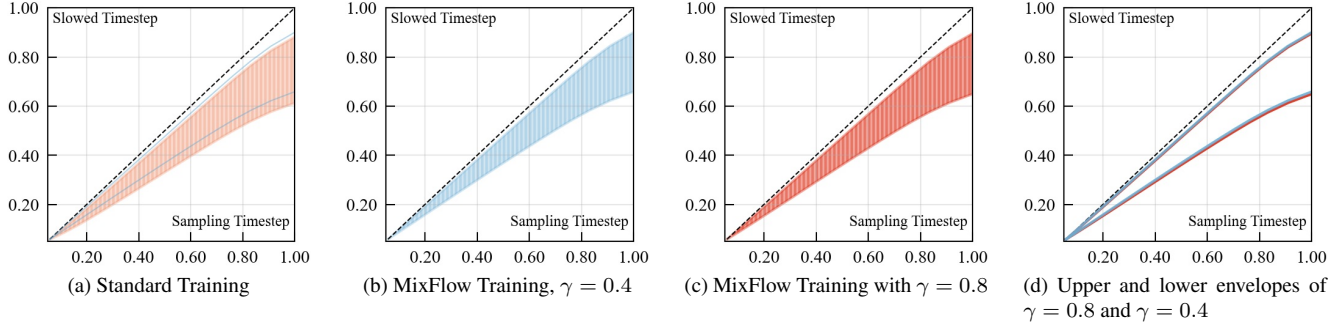 1.00
0.80
0.60
0.40
0.20
Slowed Timestep
Sampling Timestep
0.20 0.40 0.60 0.80 1.00
(a) Standard Training
1.00
0.80
0.60
0.40
0.20
Slowed Timestep
Sampling Timestep
0.20 0.40 0.60 0.80 1.00
(b) MixFlow Training, γ = 0.4
1.00
0.80
0.60
0.40
0.20
Slowed Timestep
Sampling Timestep
0.20 0.40 0.60 0.80 1.00
(c) MixFlow Training with γ = 0.8
1.00
0.80
0.60
0.40
0.20
Slowed Timestep
Sampling Timestep
0.20 0.40 0.60 0.80 1.00
(d) Upper and lower envelopes of
γ = 0.8 and γ = 0.4